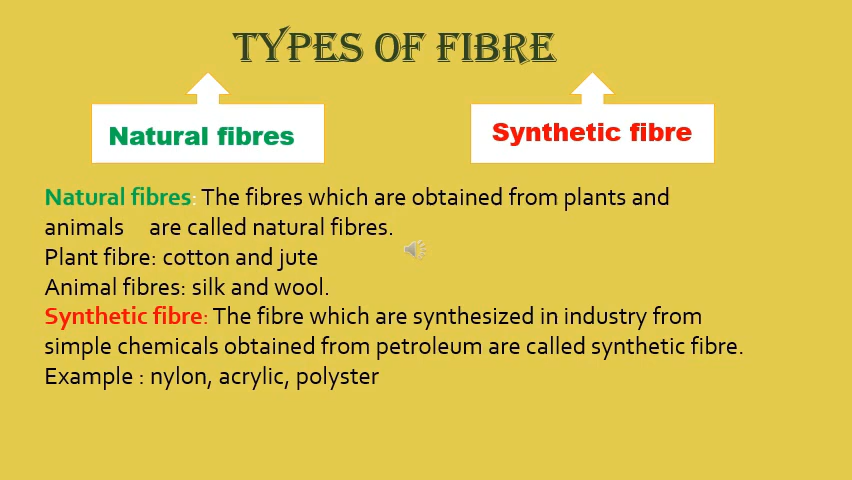 TYPES OF FIBRE
Natural fibres
Synthetic fibre
Natural fibres: The fibres which are obtained from plants and
animals are called natural fibres.
Plant fibre: cotton and jute
Animal fibres: silk and wool.
Synthetic fibre: The fibre which are synthesized in industry from
simple chemicals obtained from petroleum are called synthetic fibre.
Example : nylon, acrylic, polyster